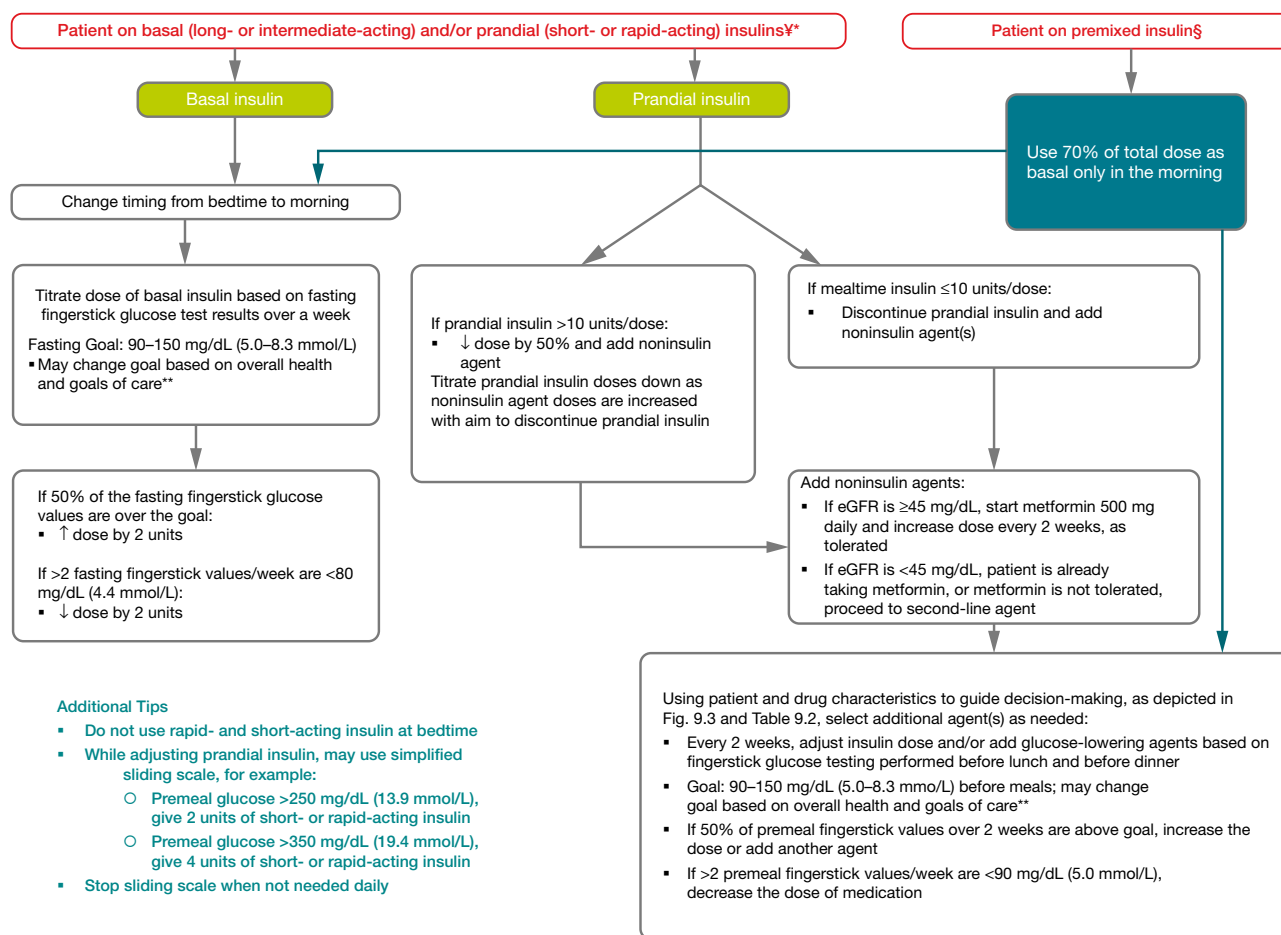 Patient on basal (long- or intermediate-acting) and/or prandial (short- or rapid-acting) insulins¥*
Patient on premixed insulin§
Basal insulin
Prandial insulin
Use 70% of total dose as
basal only in the morning
Change timing from bedtime to morning
Titrate dose of basal insulin based on fasting
fingerstick glucose test results over a week
Fasting Goal: 90–150 mg/dL (5.0–8.3 mmol/L)
▪ May change goal based on overall health
and goals of care**
If 50% of the fasting fingerstick glucose
values are over the goal:
▪ ↑ dose by 2 units
If >2 fasting fingerstick values/week are <80
mg/dL (4.4 mmol/L):
▪ ↓ dose by 2 units
If prandial insulin >10 units/dose:
▪ ↓ dose by 50% and add noninsulin
agent
Titrate prandial insulin doses down as
noninsulin agent doses are increased
with aim to discontinue prandial insulin
If mealtime insulin ≤10 units/dose:
▪ Discontinue prandial insulin and add
noninsulin agent(s)
Add noninsulin agents:
▪ If eGFR is ≥45 mg/dL, start metformin 500 mg
daily and increase dose every 2 weeks, as
tolerated
▪ If eGFR is <45 mg/dL, patient is already
taking metformin, or metformin is not tolerated,
proceed to second-line agent
Using patient and drug characteristics to guide decision-making, as depicted in
Fig. 9.3 and Table 9.2, select additional agent(s) as needed:
▪ Every 2 weeks, adjust insulin dose and/or add glucose-lowering agents based on
fingerstick glucose testing performed before lunch and before dinner
▪ Goal: 90–150 mg/dL (5.0–8.3 mmo/L) before meals; may change
goal based on overall health and goals of care**
▪ If 50% of premeal fingerstick values over 2 weeks are above goal, increase the
dose or add another agent
▪ If >2 premeal fingerstick values/week are <90 mg/dL (5.0 mmol/L),
decrease the dose of medication
Additional Tips
▪ Do not use rapid- and short-acting insulin at bedtime
▪ While adjusting prandial insulin, may use simplified
sliding scale, for example:
○ Premeal glucose >250 mg/dL (13.9 mmol/L),
give 2 units of short- or rapid-acting insulin
○ Premeal glucose >350 mg/dL (19.4 mmol/L),
give 4 units of short- or rapid-acting insulin
▪ Stop sliding scale when not needed daily